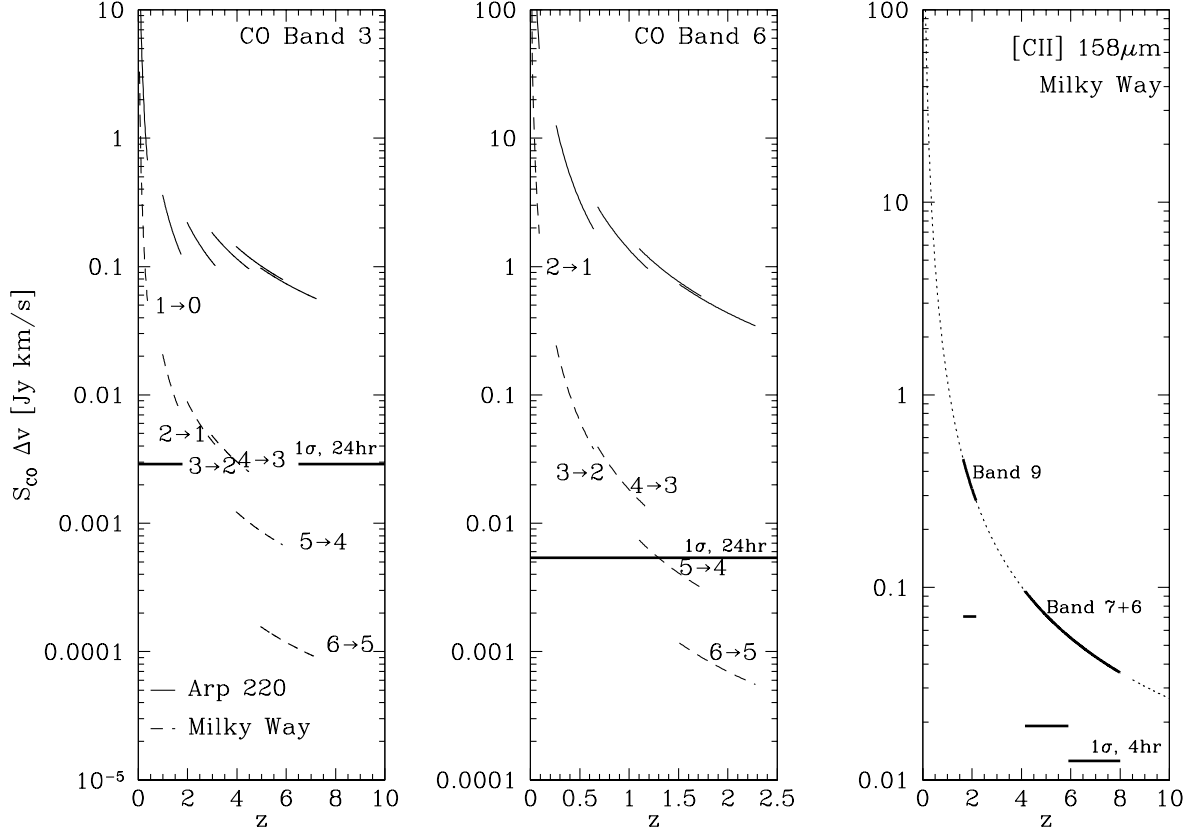 S_CO Δv [Jy km/s]
10
1
0.1
0.01
0.001
0.0001
10⁻⁵
CO Band 3
1→0
2→1
3→2
4→3
1σ, 24hr
5→4
6→5
Arp 220
Milky Way
0 2 4 6 8 10
z
100
10
1
0.1
0.01
0.001
0.0001
CO Band 6
2→1
3→2
4→3
1σ, 24hr
5→4
6→5
0 0.5 1 1.5 2 2.5
z
100
10
1
0.1
0.01
[CII] 158μm
Milky Way
Band 9
Band 7+6
1σ, 4hr
0 2 4 6 8 10
z